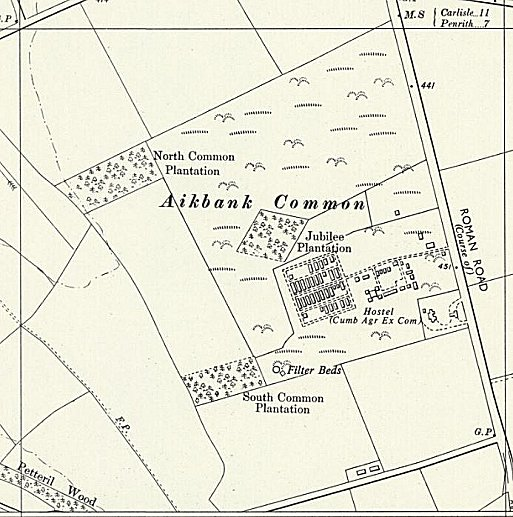 G.P
M.S
Carlisle...11
Penrith....7
441
North Common
Plantation
Aikbank Common
Jubilee
Plantation
ROMAN ROAD
(Course of)
451
Hostel
(Cumb Agr Ex Com)
Filter Beds
South Common
Plantation
F.P.
G.P
Petteril Wood